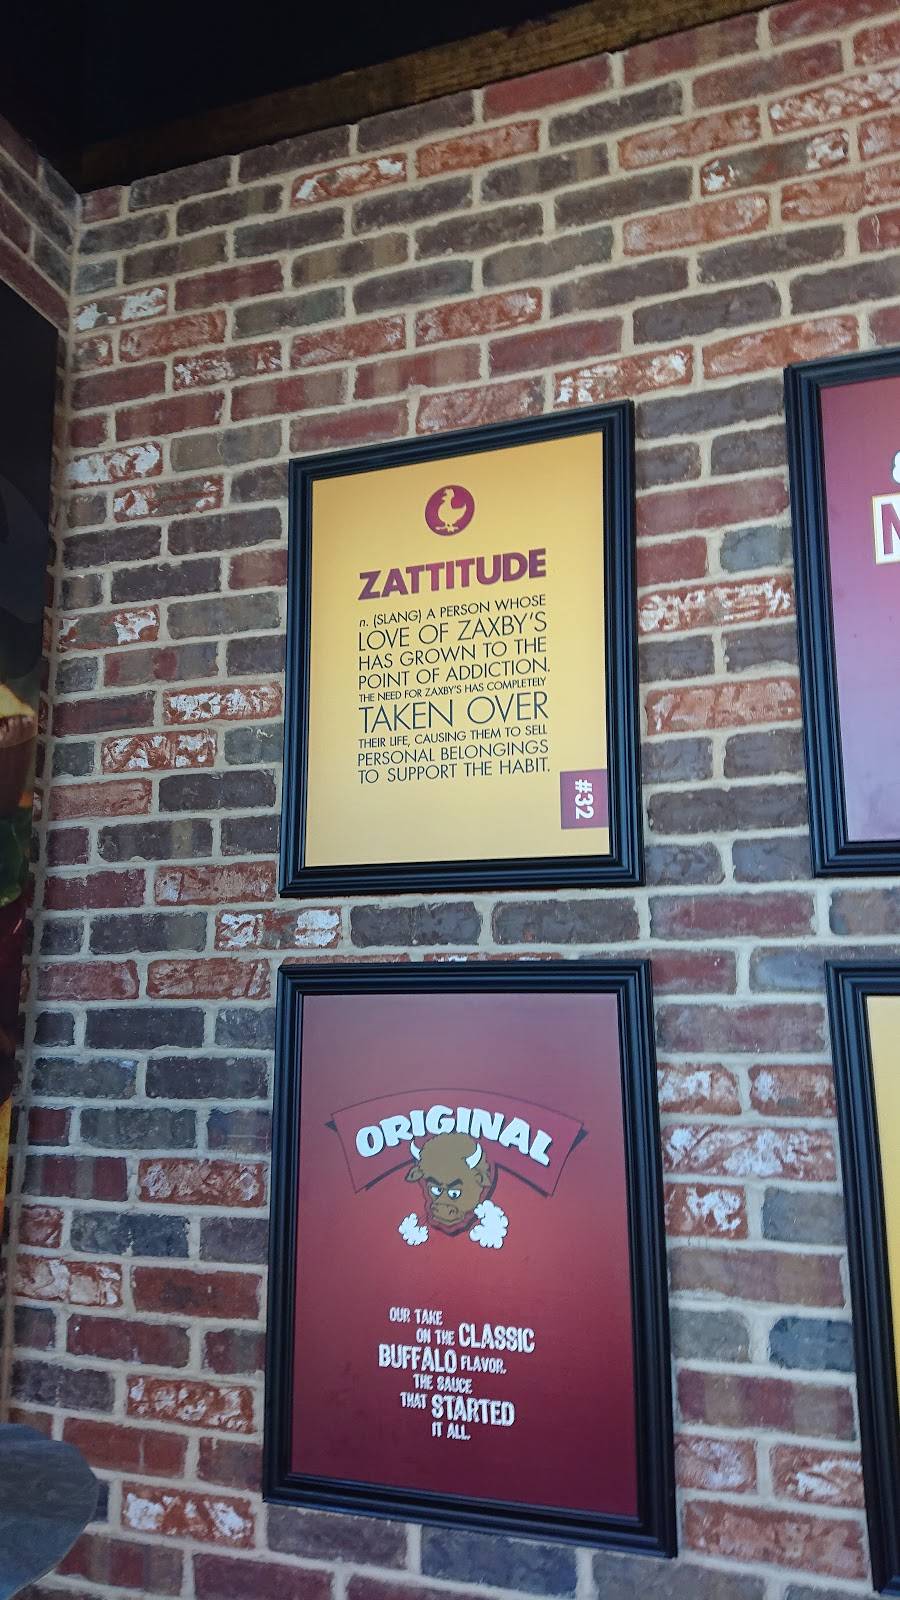 ZATTITUDE
n. (SLANG) A PERSON WHOSE
LOVE OF ZAXBY'S
HAS GROWN TO THE
POINT OF ADDICTION.
THE NEED FOR ZAXBY'S HAS COMPLETELY
TAKEN OVER
THEIR LIFE, CAUSING THEM TO SELL
PERSONAL BELONGINGS
TO SUPPORT THE HABIT.
#32
ORIGINAL
OUR TAKE
ON THE CLASSIC
BUFFALO FLAVOR.
THE SAUCE
THAT STARTED
IT ALL.